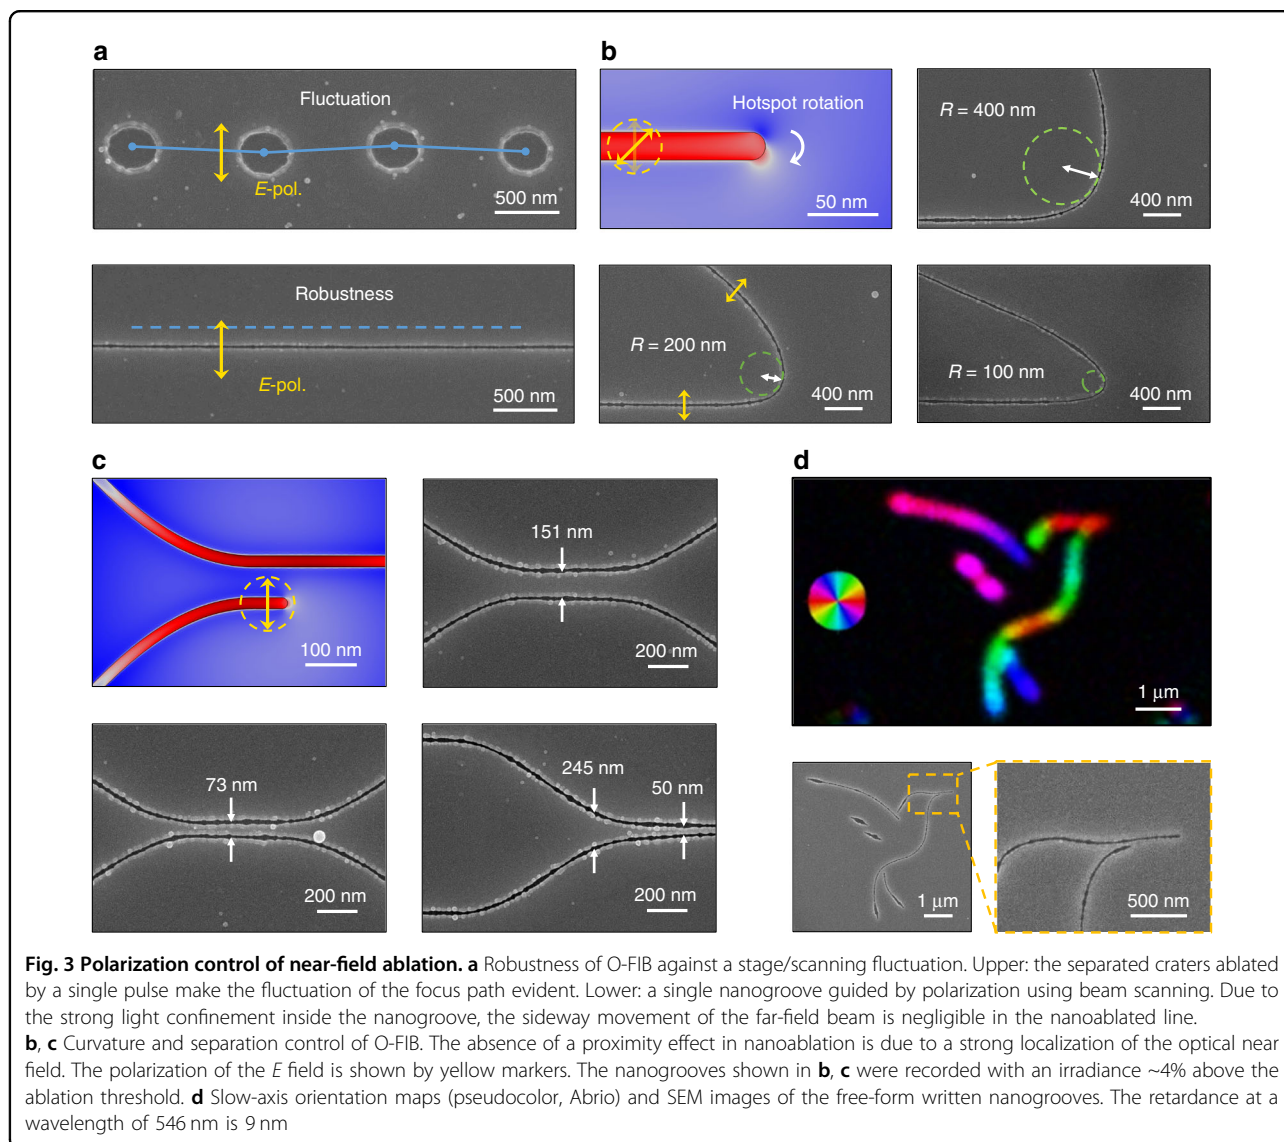 a
Fluctuation
E-pol.
500 nm
Robustness
E-pol.
500 nm
b
Hotspot rotation
50 nm
R = 400 nm
400 nm
R = 200 nm
400 nm
R = 100 nm
400 nm
c
100 nm
151 nm
200 nm
73 nm
200 nm
245 nm
50 nm
200 nm
d
1 μm
1 μm
500 nm
Fig. 3 Polarization control of near-field ablation. a Robustness of O-FIB against a stage/scanning fluctuation. Upper: the separated craters ablated
by a single pulse make the fluctuation of the focus path evident. Lower: a single nanogroove guided by polarization using beam scanning. Due to
the strong light confinement inside the nanogroove, the sideway movement of the far-field beam is negligible in the nanoablated line.
b, c Curvature and separation control of O-FIB. The absence of a proximity effect in nanoablation is due to a strong localization of the optical near
field. The polarization of the E field is shown by yellow markers. The nanogrooves shown in b, c were recorded with an irradiance ~4% above the
ablation threshold. d Slow-axis orientation maps (pseudocolor, Abrio) and SEM images of the free-form written nanogrooves. The retardance at a
wavelength of 546 nm is 9 nm